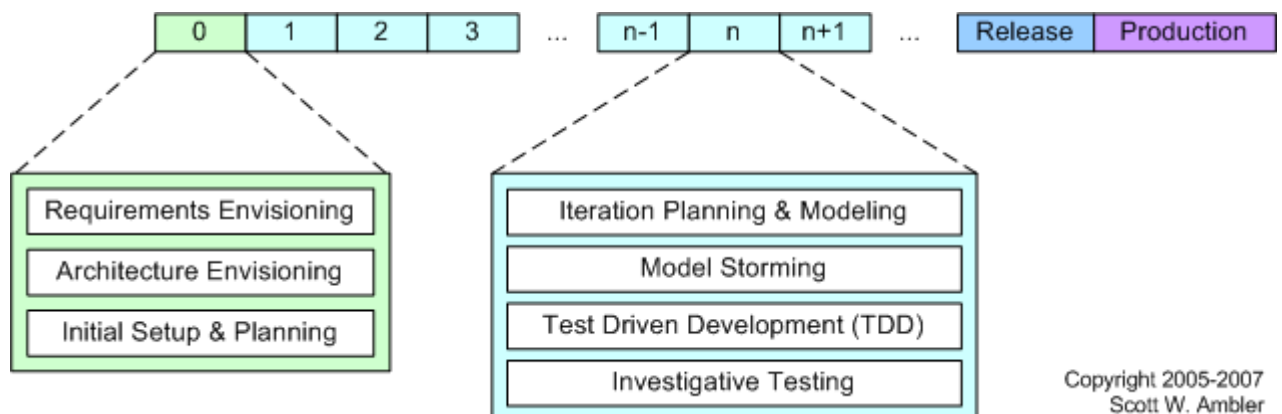 0 1 2 3 ... n-1 n n+1 ... Release Production
Requirements Envisioning
Architecture Envisioning
Initial Setup & Planning
Iteration Planning & Modeling
Model Storming
Test Driven Development (TDD)
Investigative Testing
Copyright 2005-2007
Scott W. Ambler